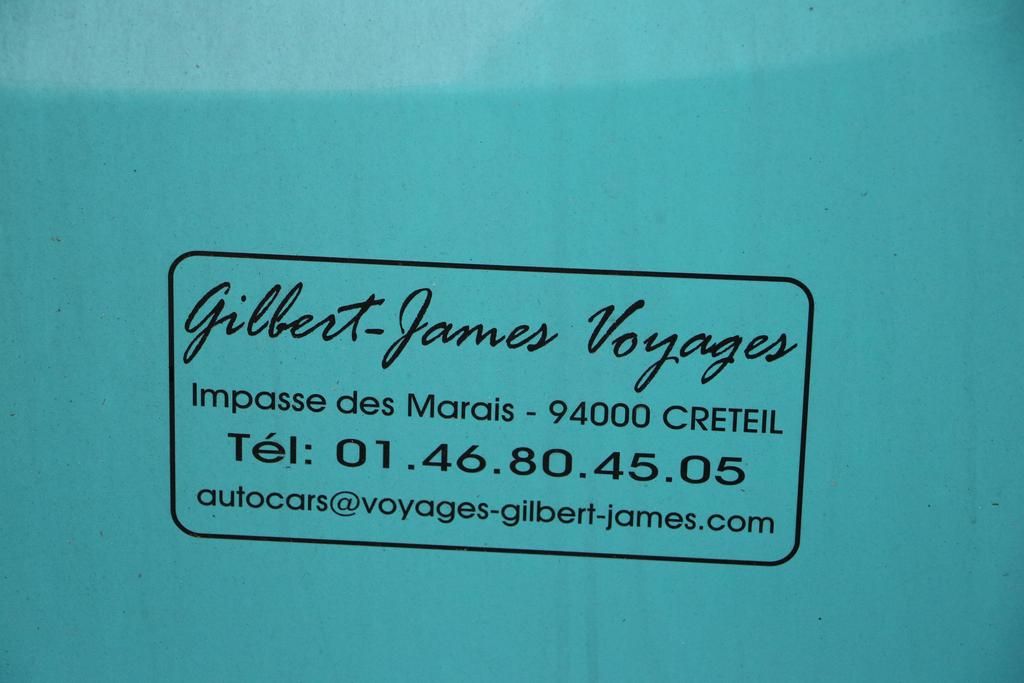 Gilbert-James Voyages
Impasse des Marais - 94000 CRETEIL
Tél: 01.46.80.45.05
autocars@voyages-gilbert-james.com